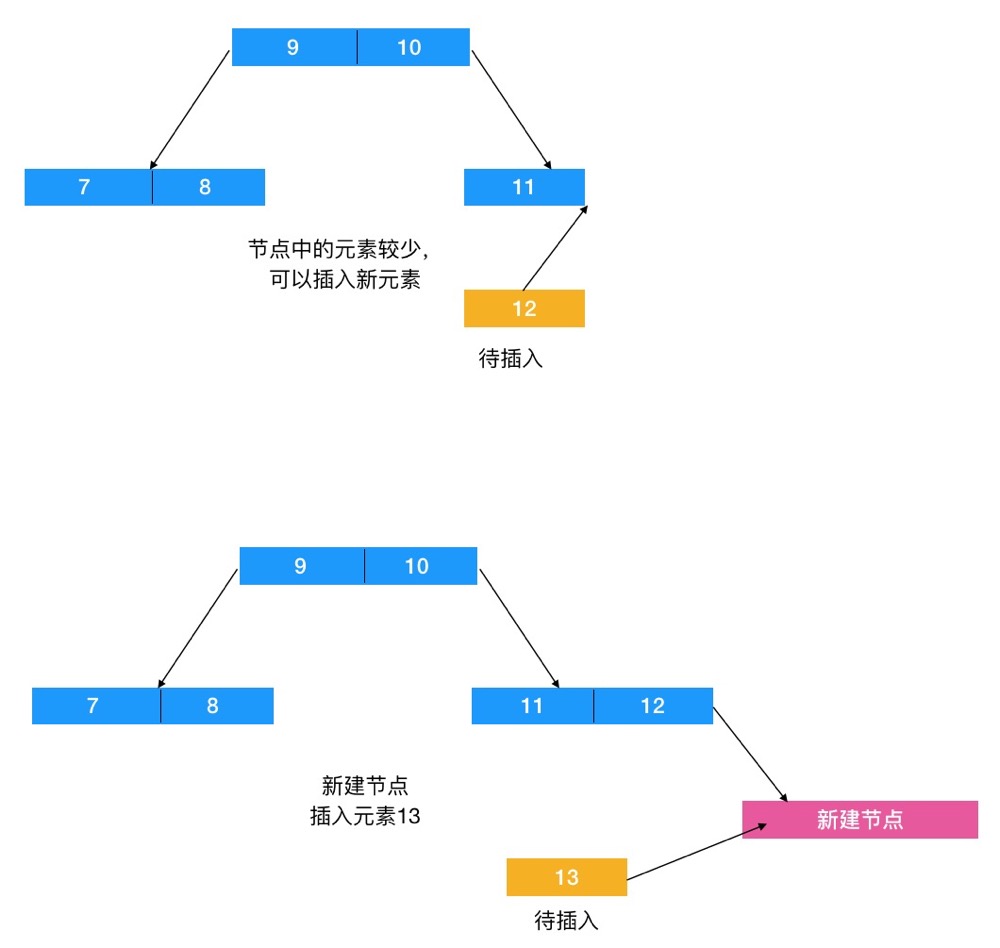 9 10
7 8
11
节点中的元素较少,
可以插入新元素
12
待插入
9 10
7 8
11 12
新建节点
插入元素13
新建节点
13
待插入